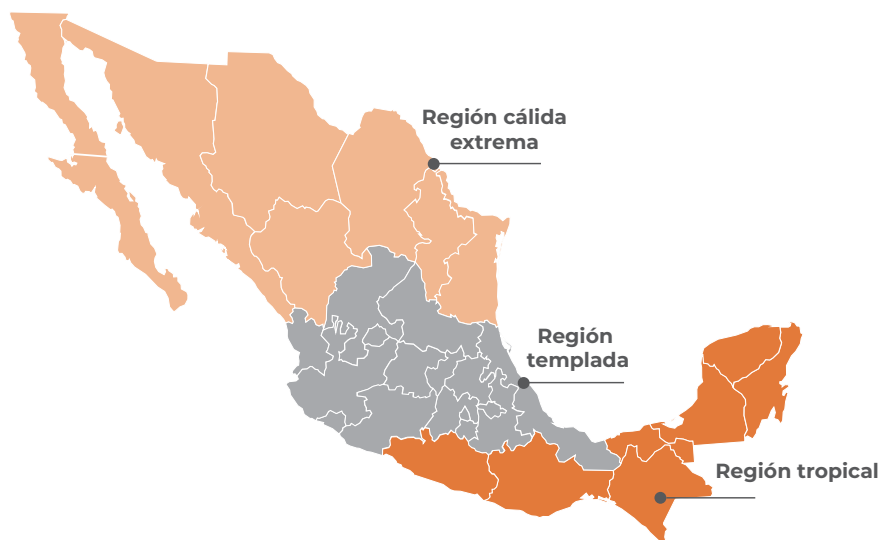 Región cálida
extrema
Región
templada
Región tropical